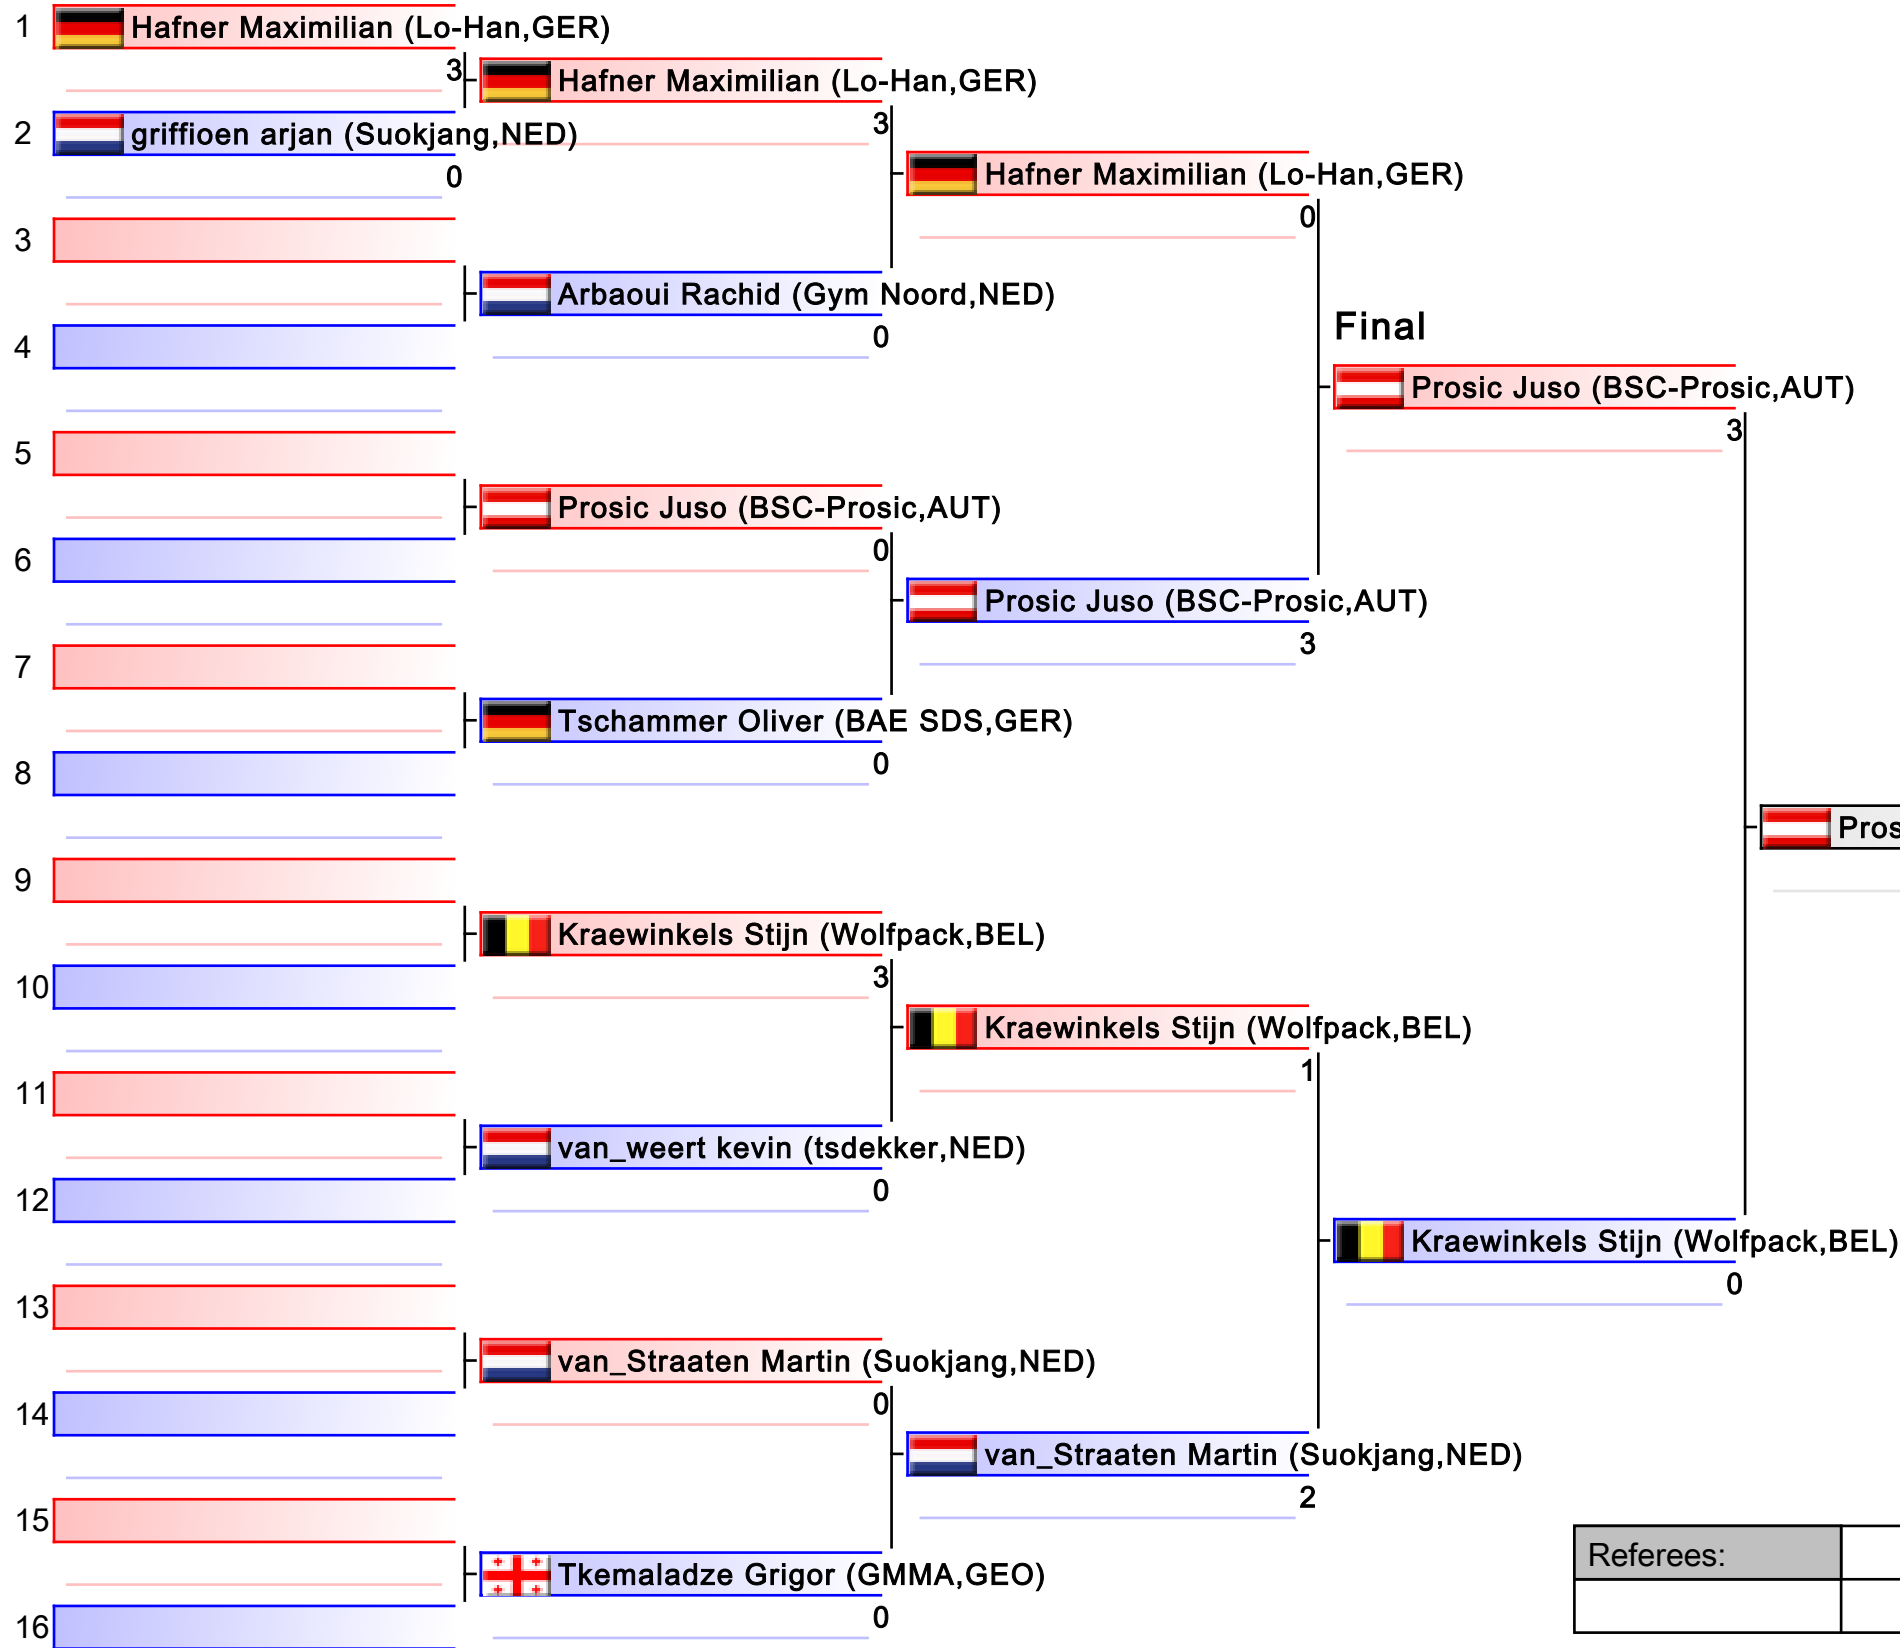 1 Hafner Maximilian (Lo-Han,GER)
3 Hafner Maximilian (Lo-Han,GER)
2 griffioen arjan (Suokjang,NED)
3
0
Hafner Maximilian (Lo-Han,GER)
0
3
Arbaoui Rachid (Gym Noord,NED)
0
4
Final
Prosic Juso (BSC-Prosic,AUT)
3
5
Prosic Juso (BSC-Prosic,AUT)
0
6
Prosic Juso (BSC-Prosic,AUT)
3
7
Tschammer Oliver (BAE SDS,GER)
0
8
Pros
9
Kraewinkels Stijn (Wolfpack,BEL)
3
10
Kraewinkels Stijn (Wolfpack,BEL)
1
11
van_weert kevin (tsdekker,NED)
0
12
Kraewinkels Stijn (Wolfpack,BEL)
0
13
van_Straaten Martin (Suokjang,NED)
0
14
van_Straaten Martin (Suokjang,NED)
2
15
Referees:
Tkemaladze Grigor (GMMA,GEO)
0
16